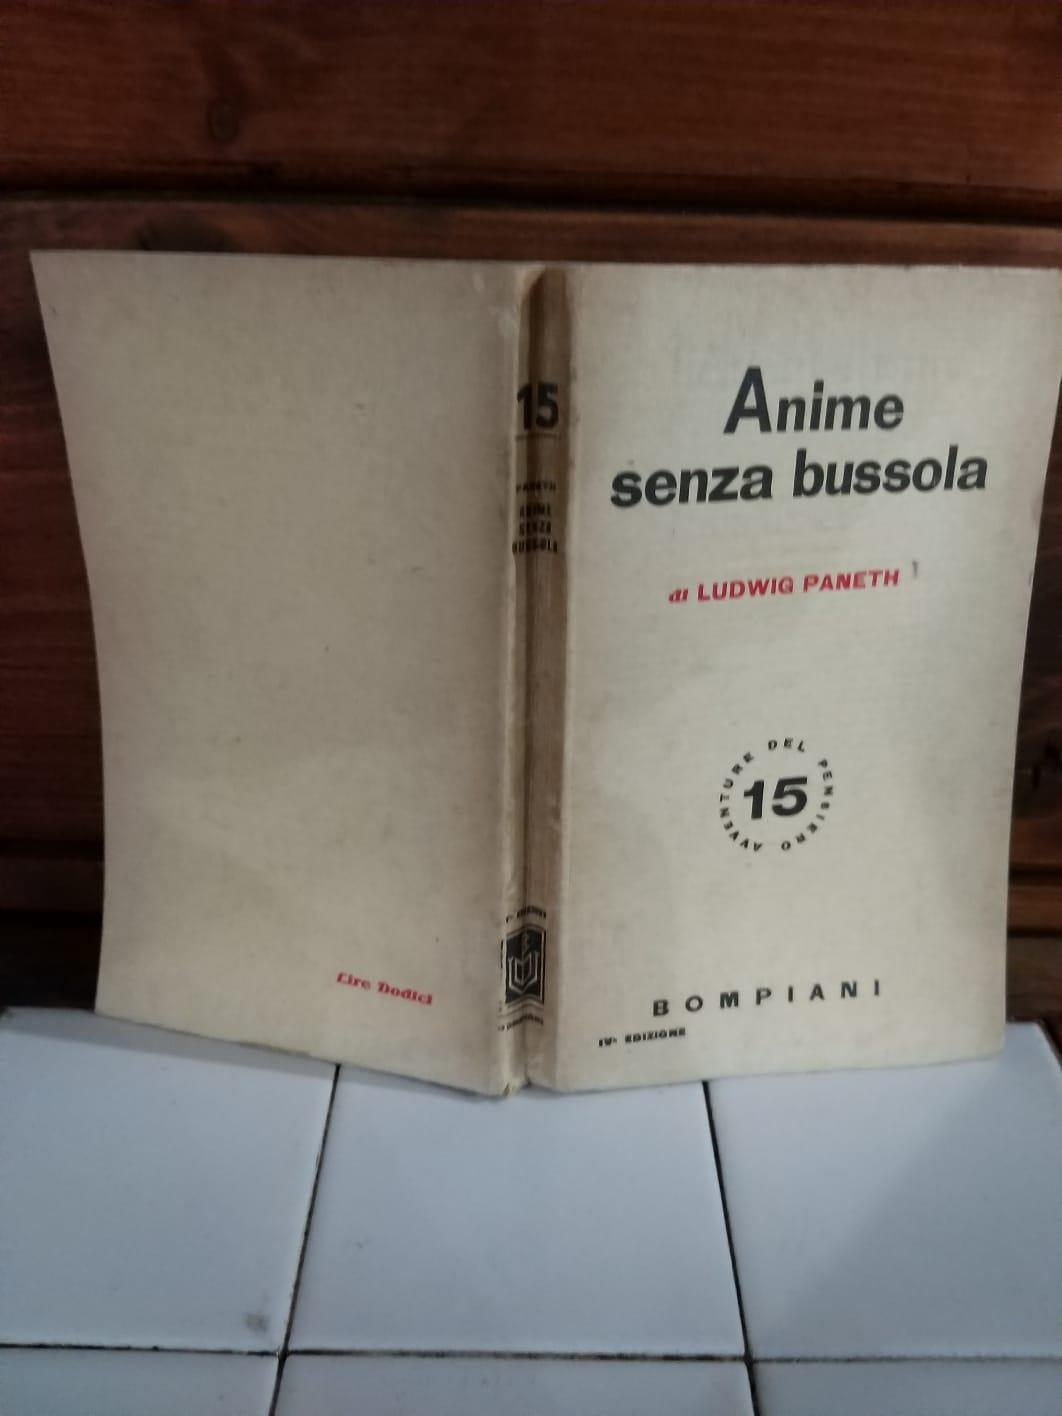 Anime
senza bussola
di LUDWIG PANETH
AVVENTURE DEL PENSIERO
15
BOMPIANI
IVª EDIZIONE
15
PANETH
ANIME
SENZA
BUSSOLA
Lire Dodici